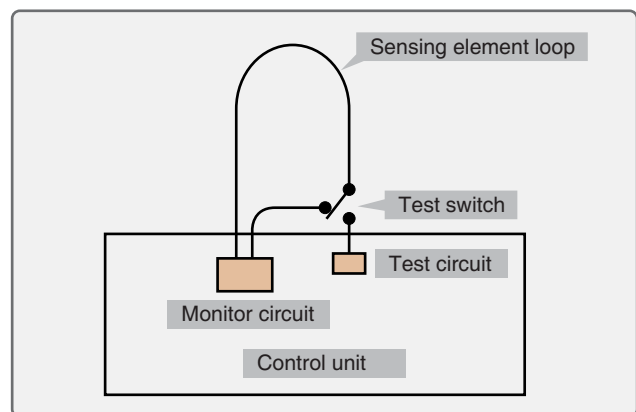 Sensing element loop
Test switch
Test circuit
Monitor circuit
Control unit